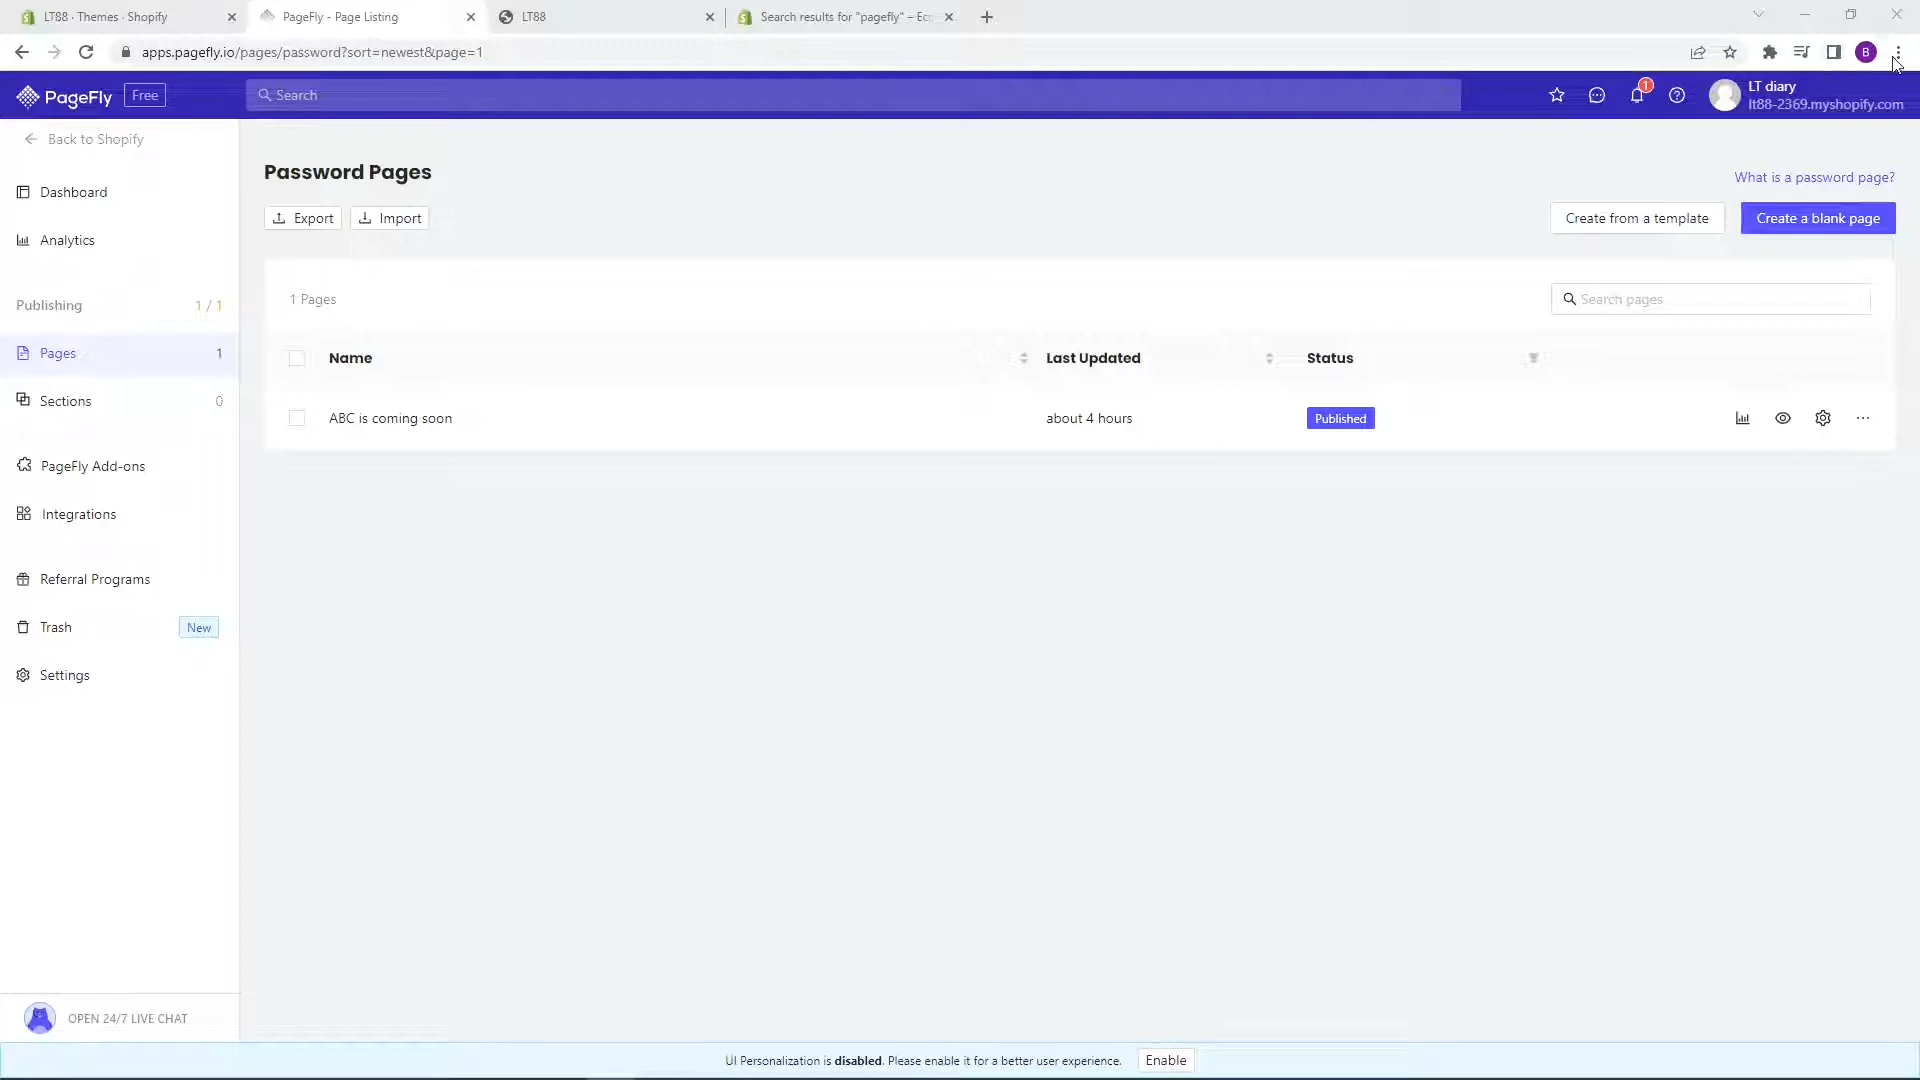 LT88 · Themes · Shopify
PageFly - Page Listing
LT88
Search results for "pagefly" – Ec
apps.pagefly.io/pages/password?sort=newest&page=1
B
PageFly
Free
Search
1
LT diary
lt88-2369.myshopify.com
Back to Shopify
Dashboard
Analytics
Publishing 1 / 1
Pages 1
Sections 0
PageFly Add-ons
Integrations
Referral Programs
Trash New
Settings
OPEN 24/7 LIVE CHAT
Password Pages
What is a password page?
Export
Import
Create from a template
Create a blank page
1 Pages
Search pages
Name Last Updated Status
ABC is coming soon about 4 hours Published
UI Personalization is disabled. Please enable it for a better user experience. Enable